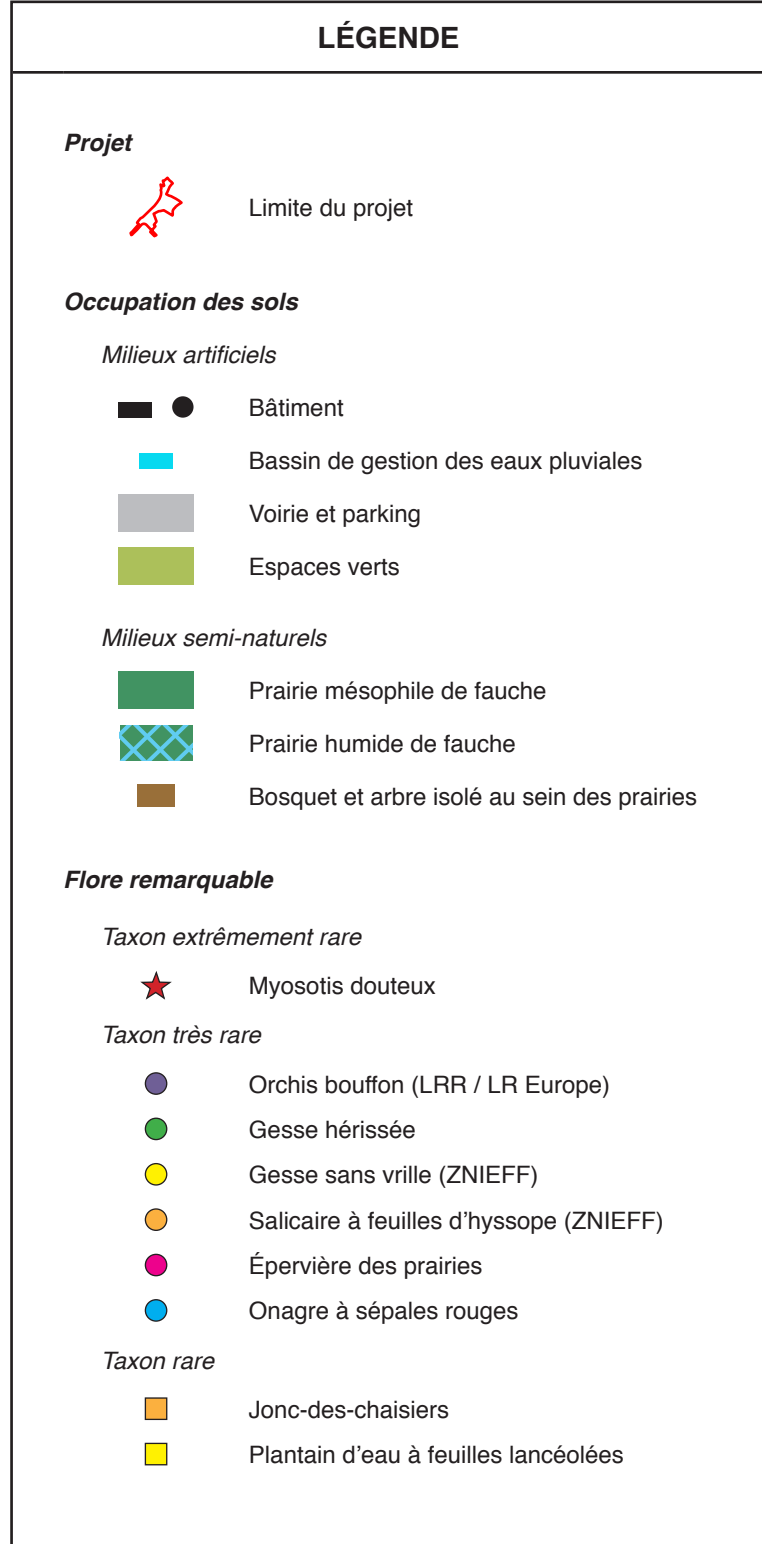 LÉGENDE
Projet
Limite du projet
Occupation des sols
Milieux artificiels
Bâtiment
Bassin de gestion des eaux pluviales
Voirie et parking
Espaces verts
Milieux semi-naturels
Prairie mésophile de fauche
Prairie humide de fauche
Bosquet et arbre isolé au sein des prairies
Flore remarquable
Taxon extrêmement rare
Myosotis douteux
Taxon très rare
Orchis bouffon (LRR / LR Europe)
Gesse hérissée
Gesse sans vrille (ZNIEFF)
Salicaire à feuilles d'hyssope (ZNIEFF)
Épervière des prairies
Onagre à sépales rouges
Taxon rare
Jonc-des-chaisiers
Plantain d'eau à feuilles lancéolées